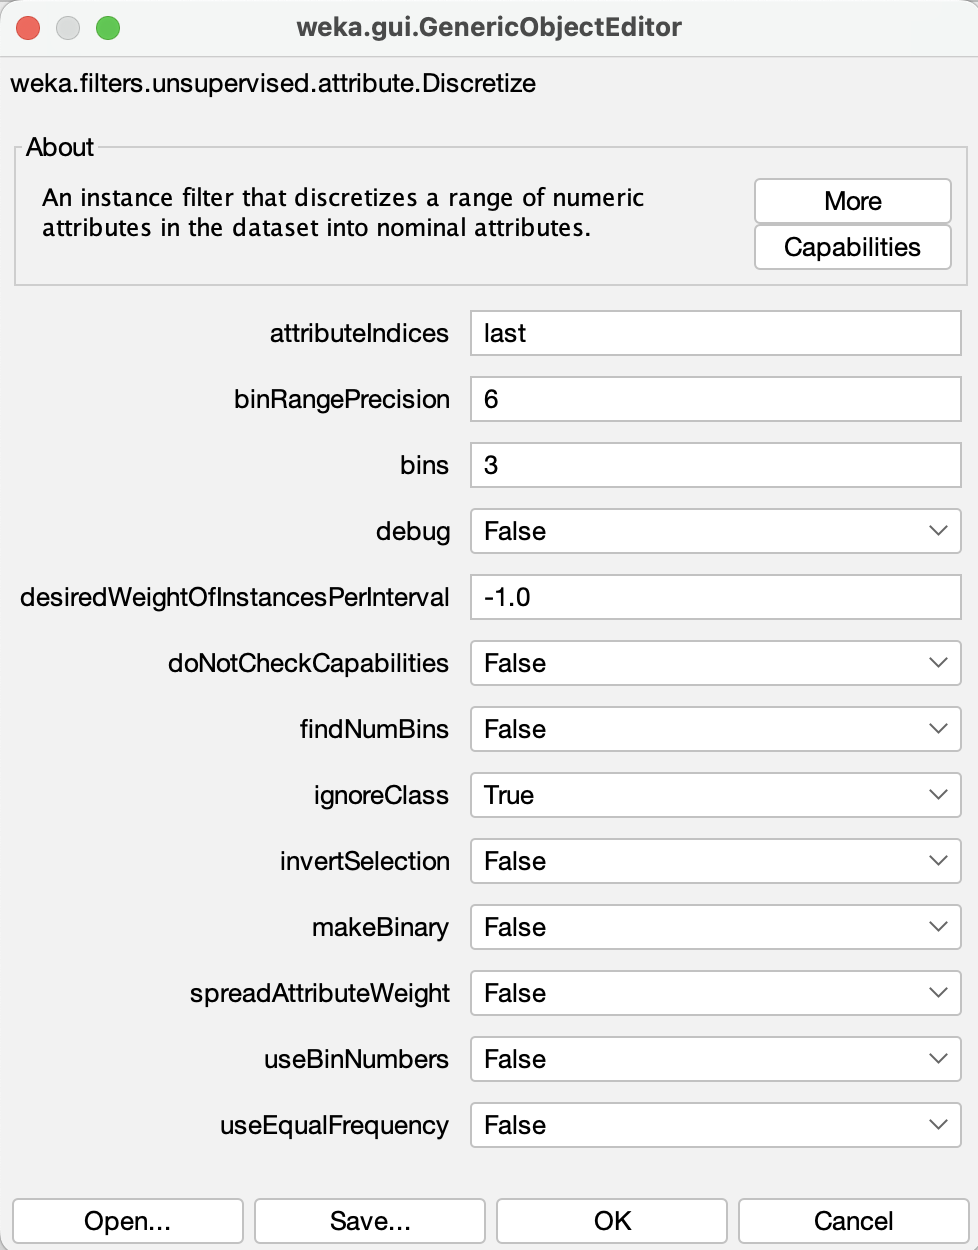 weka.gui.GenericObjectEditor
weka.filters.unsupervised.attribute.Discretize
About
An instance filter that discretizes a range of numeric
attributes in the dataset into nominal attributes.
More
Capabilities
attributeIndices last
binRangePrecision 6
bins 3
debug False
desiredWeightOfInstancesPerInterval -1.0
doNotCheckCapabilities False
findNumBins False
ignoreClass True
invertSelection False
makeBinary False
spreadAttributeWeight False
useBinNumbers False
useEqualFrequency False
Open... Save... OK Cancel